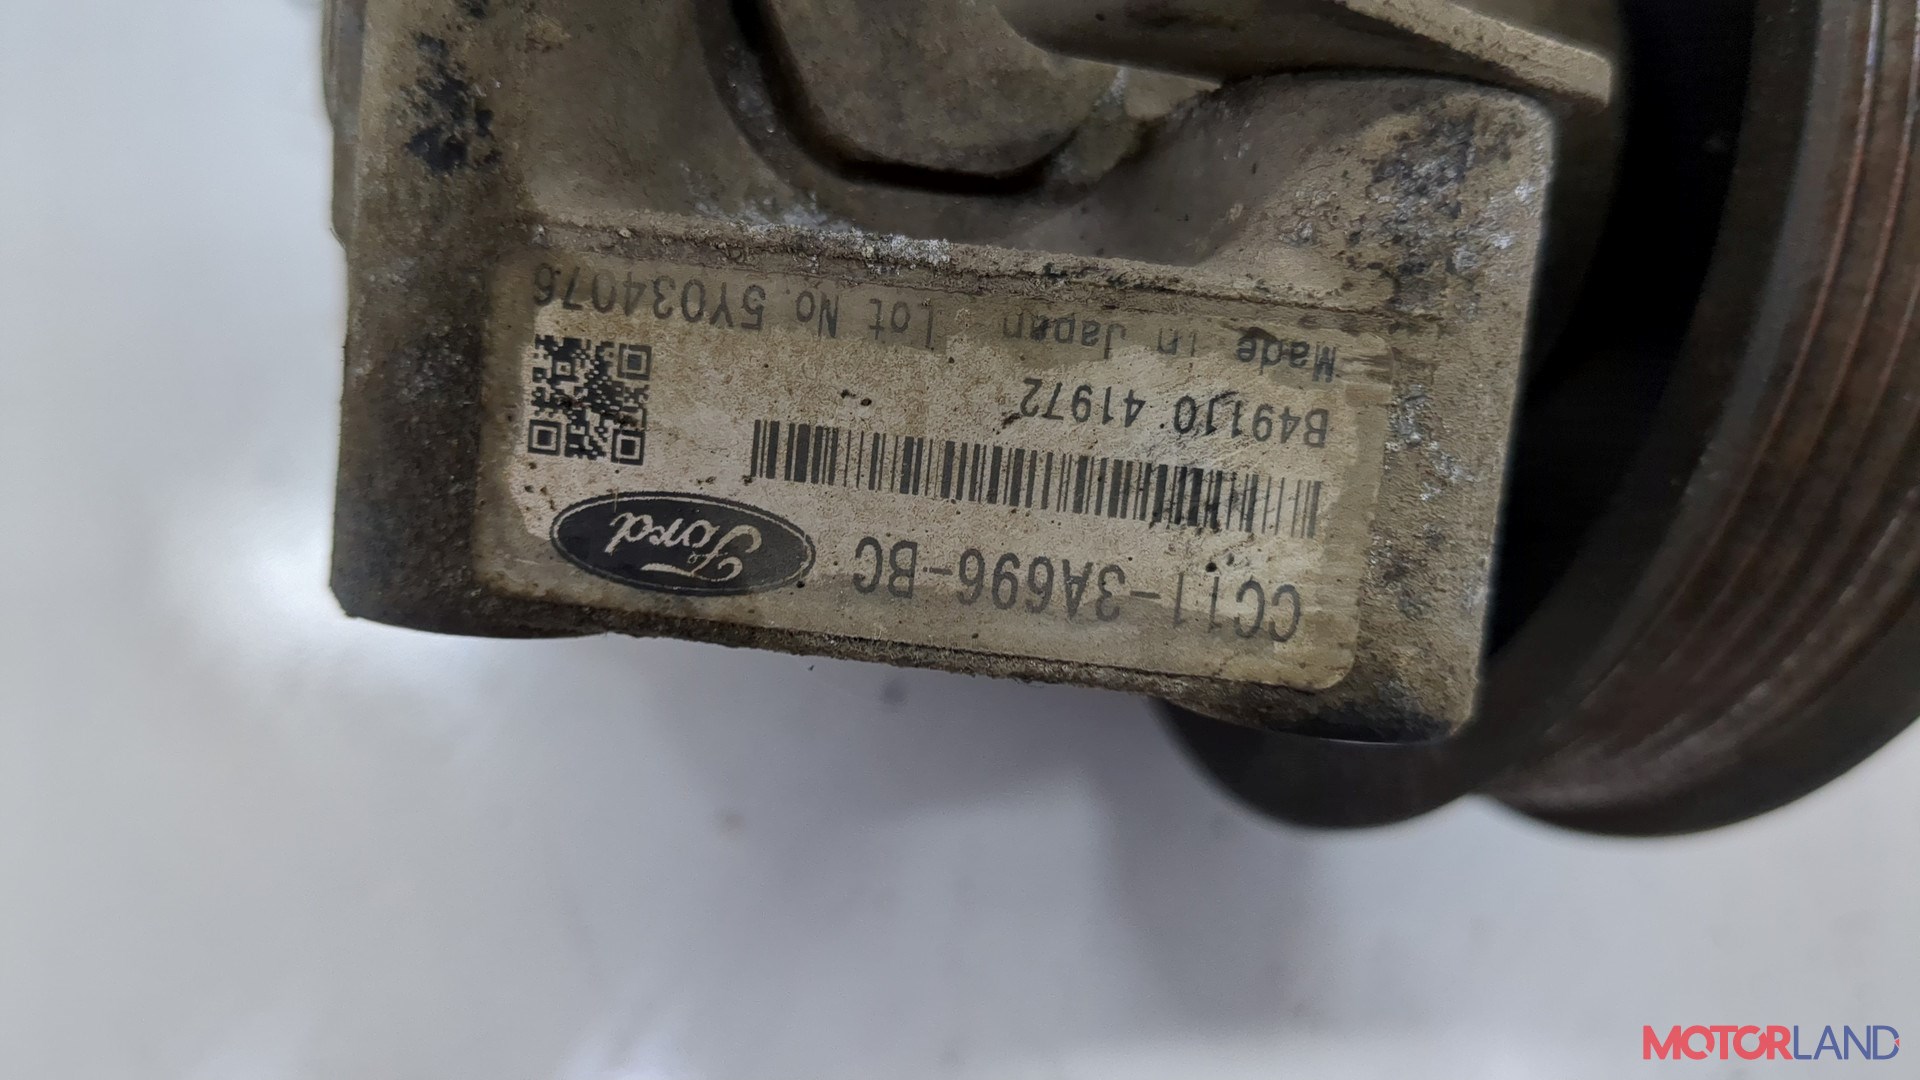 CC11-3A696-BC Ford
B491J0 41972
Made in Japan Lot No.5Y034076
MOTORLAND